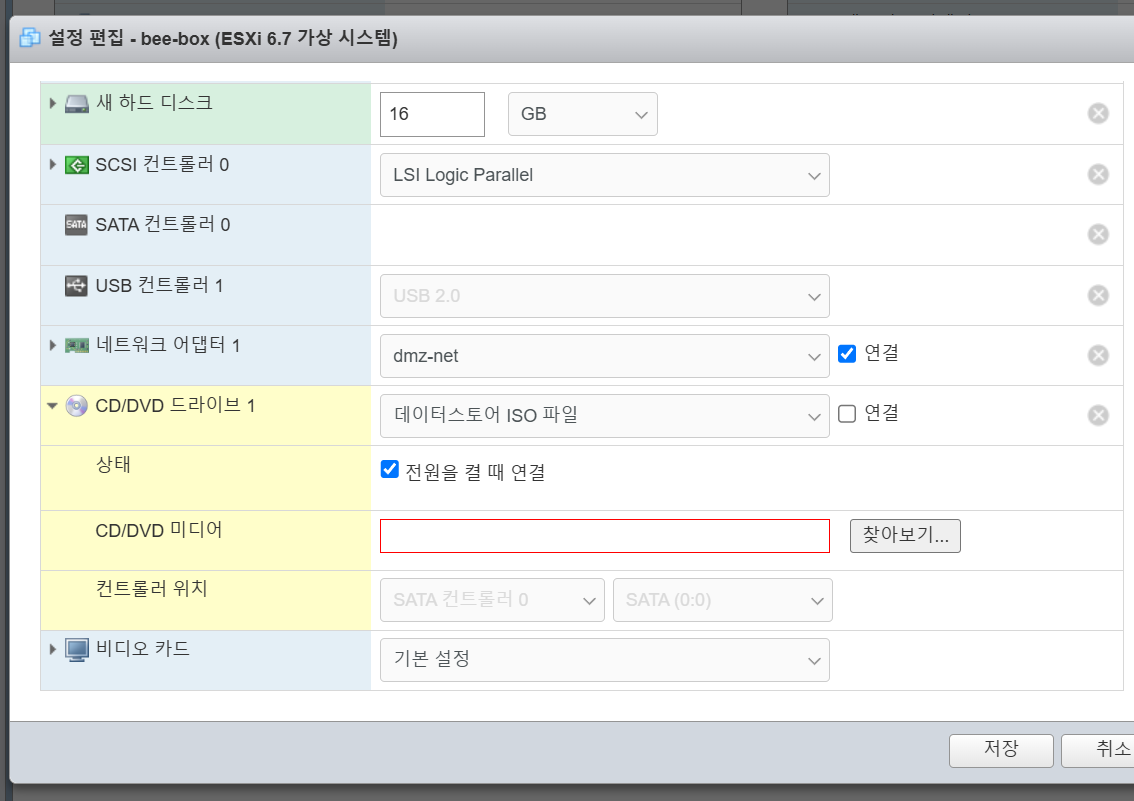 설정 편집 - bee-box (ESXi 6.7 가상 시스템)
새 하드 디스크 16 GB
SCSI 컨트롤러 0 LSI Logic Parallel
SATA SATA 컨트롤러 0
USB 컨트롤러 1 USB 2.0
네트워크 어댑터 1 dmz-net 연결
CD/DVD 드라이브 1 데이터스토어 ISO 파일 연결
상태 전원을 켤 때 연결
CD/DVD 미디어 찾아보기...
컨트롤러 위치 SATA 컨트롤러 0 SATA (0:0)
비디오 카드 기본 설정
저장 취소